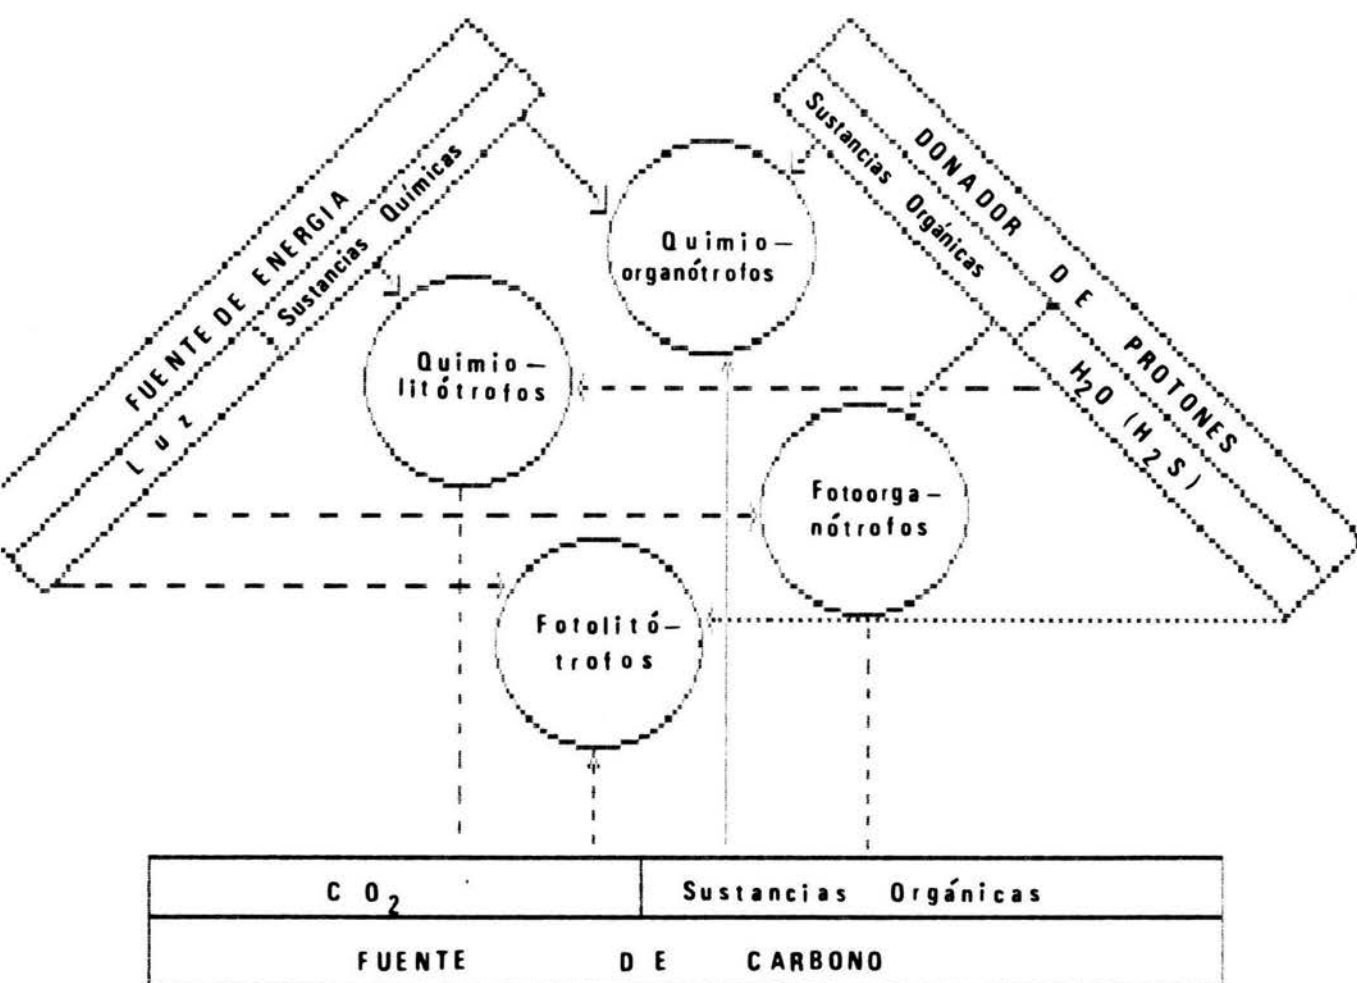 FUENTE DE ENERGIA
Luz
Sustancias Químicas
DONADOR DE PROTONES
Sustancias Orgánicas
H2O (H2S)
Quimio—
organótrofos
Quimio—
litótrofos
Fotoorga—
nótrofos
Fotolitó—
trofos
CO2
Sustancias Orgánicas
FUENTE DE CARBONO